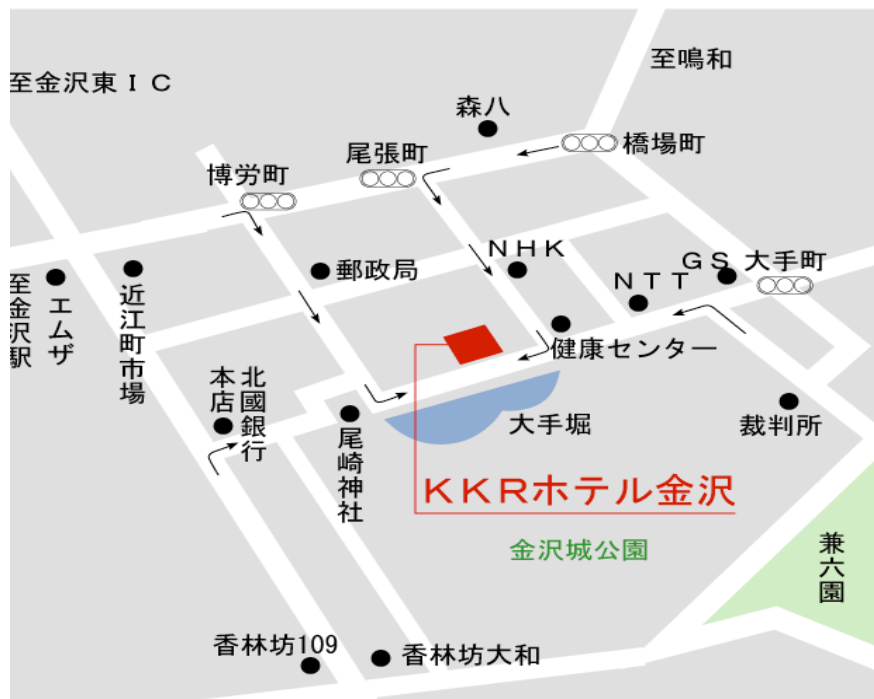 至鳴和
至金沢東ＩＣ
森八
橋場町
尾張町
博労町
ＮＨＫ
ＧＳ
大手町
郵政局
ＮＴＴ
至金沢駅
エムザ
近江町市場
健康センター
北國銀行
本店
尾崎神社
大手堀
裁判所
ＫＫＲホテル金沢
金沢城公園
兼六園
香林坊109
香林坊大和